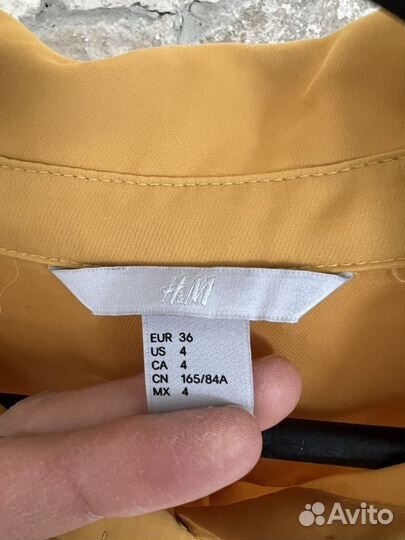 H&M
EUR 36
US 4
CA 4
CN 165/84A
MX 4
Avito